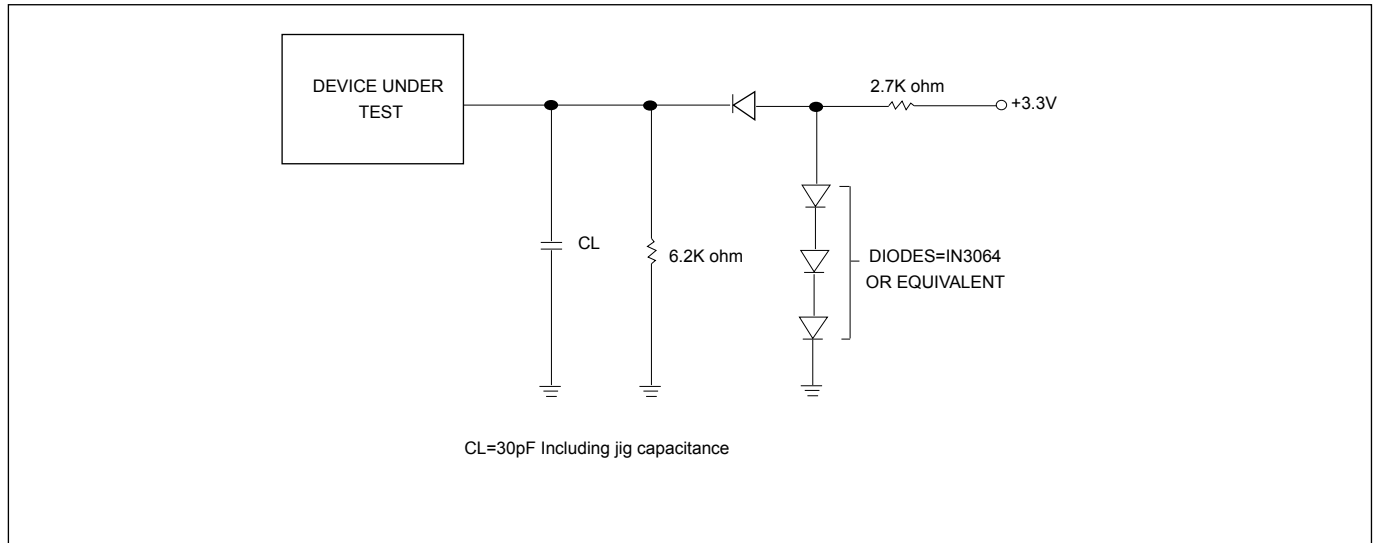 DEVICE UNDER
TEST
2.7K ohm
+3.3V
CL
6.2K ohm
DIODES=IN3064
OR EQUIVALENT
CL=30pF Including jig capacitance